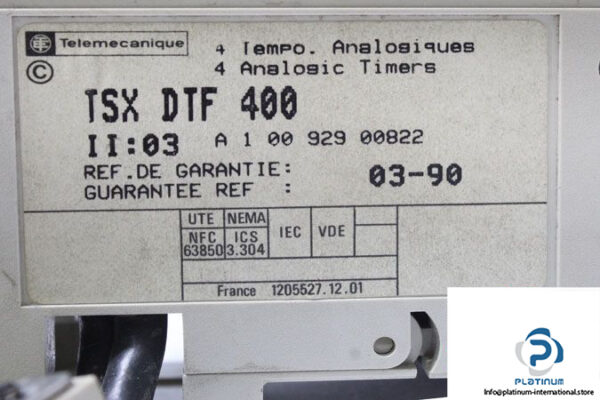 Telemecanique
4 Tempo. Analogiques
© 4 Analogic Timers
TSX DTF 400
II:03 A 1 00 929 00822
REF.DE GARANTIE:
GUARANTEE REF : 03-90
UTE NEMA IEC VDE
NFC ICS
63850 3.304
France 1205527.12.01
PLATINUM
Info@platinum-international.store